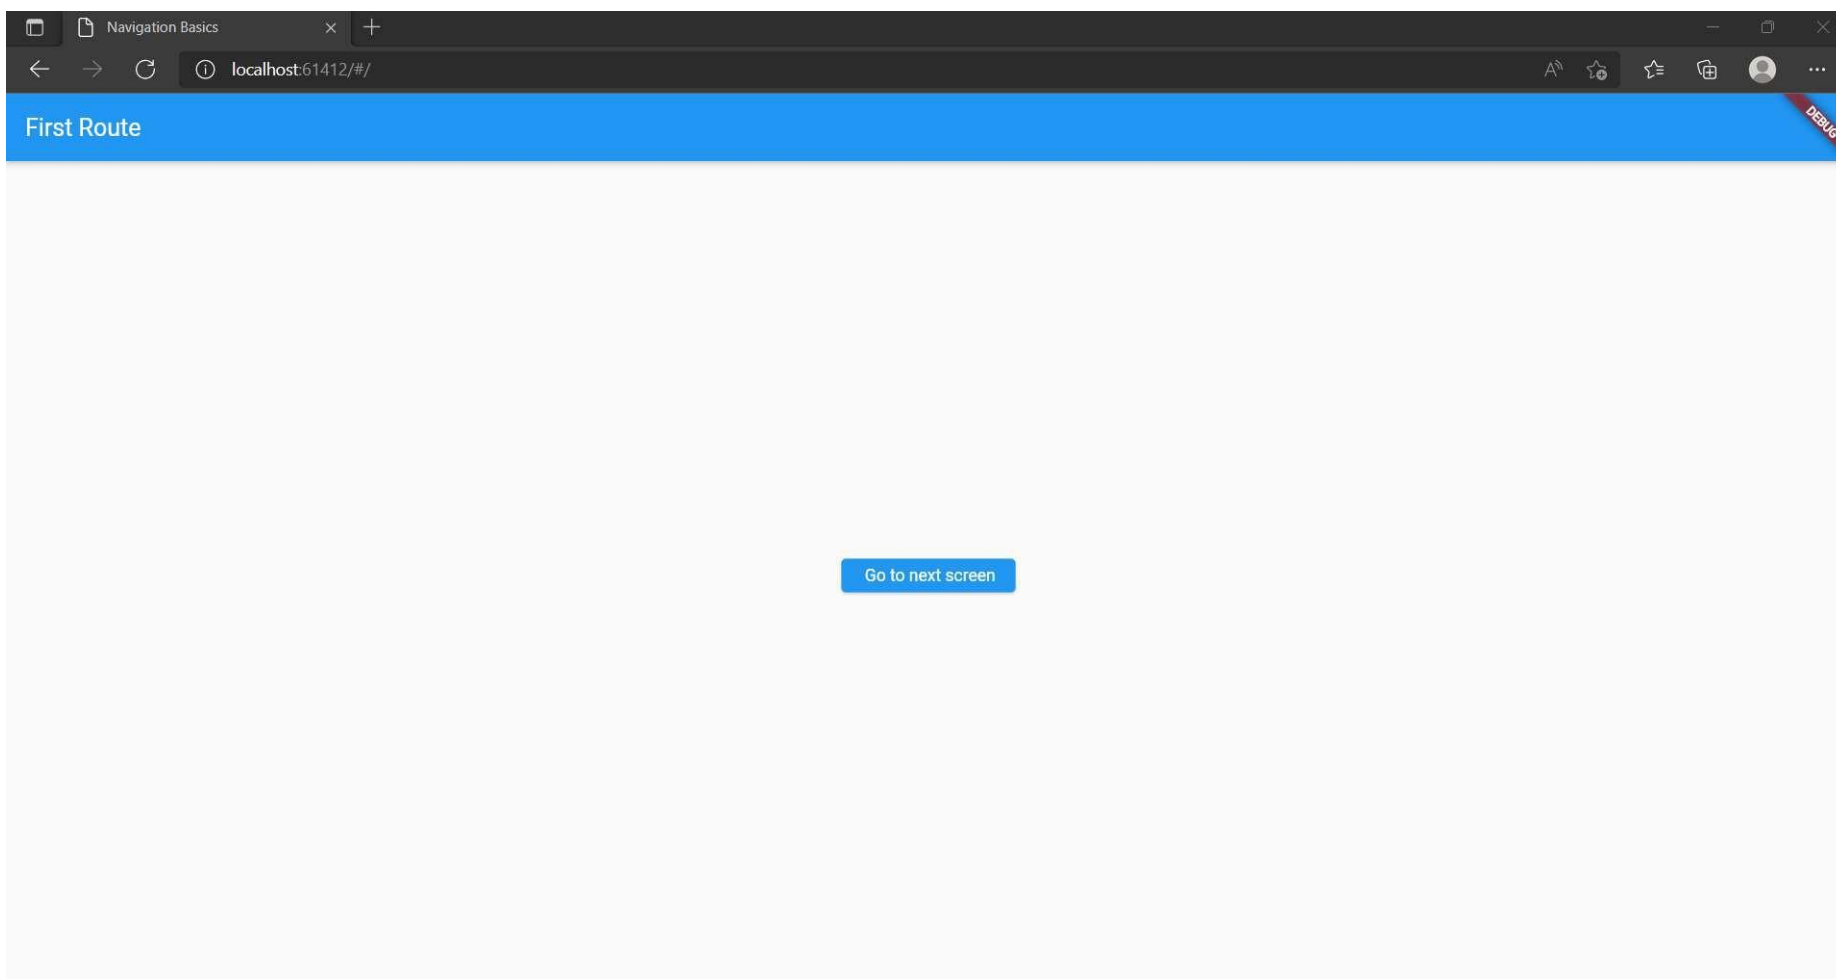 Navigation Basics
localhost:61412/#/
First Route
DEBUG
Go to next screen